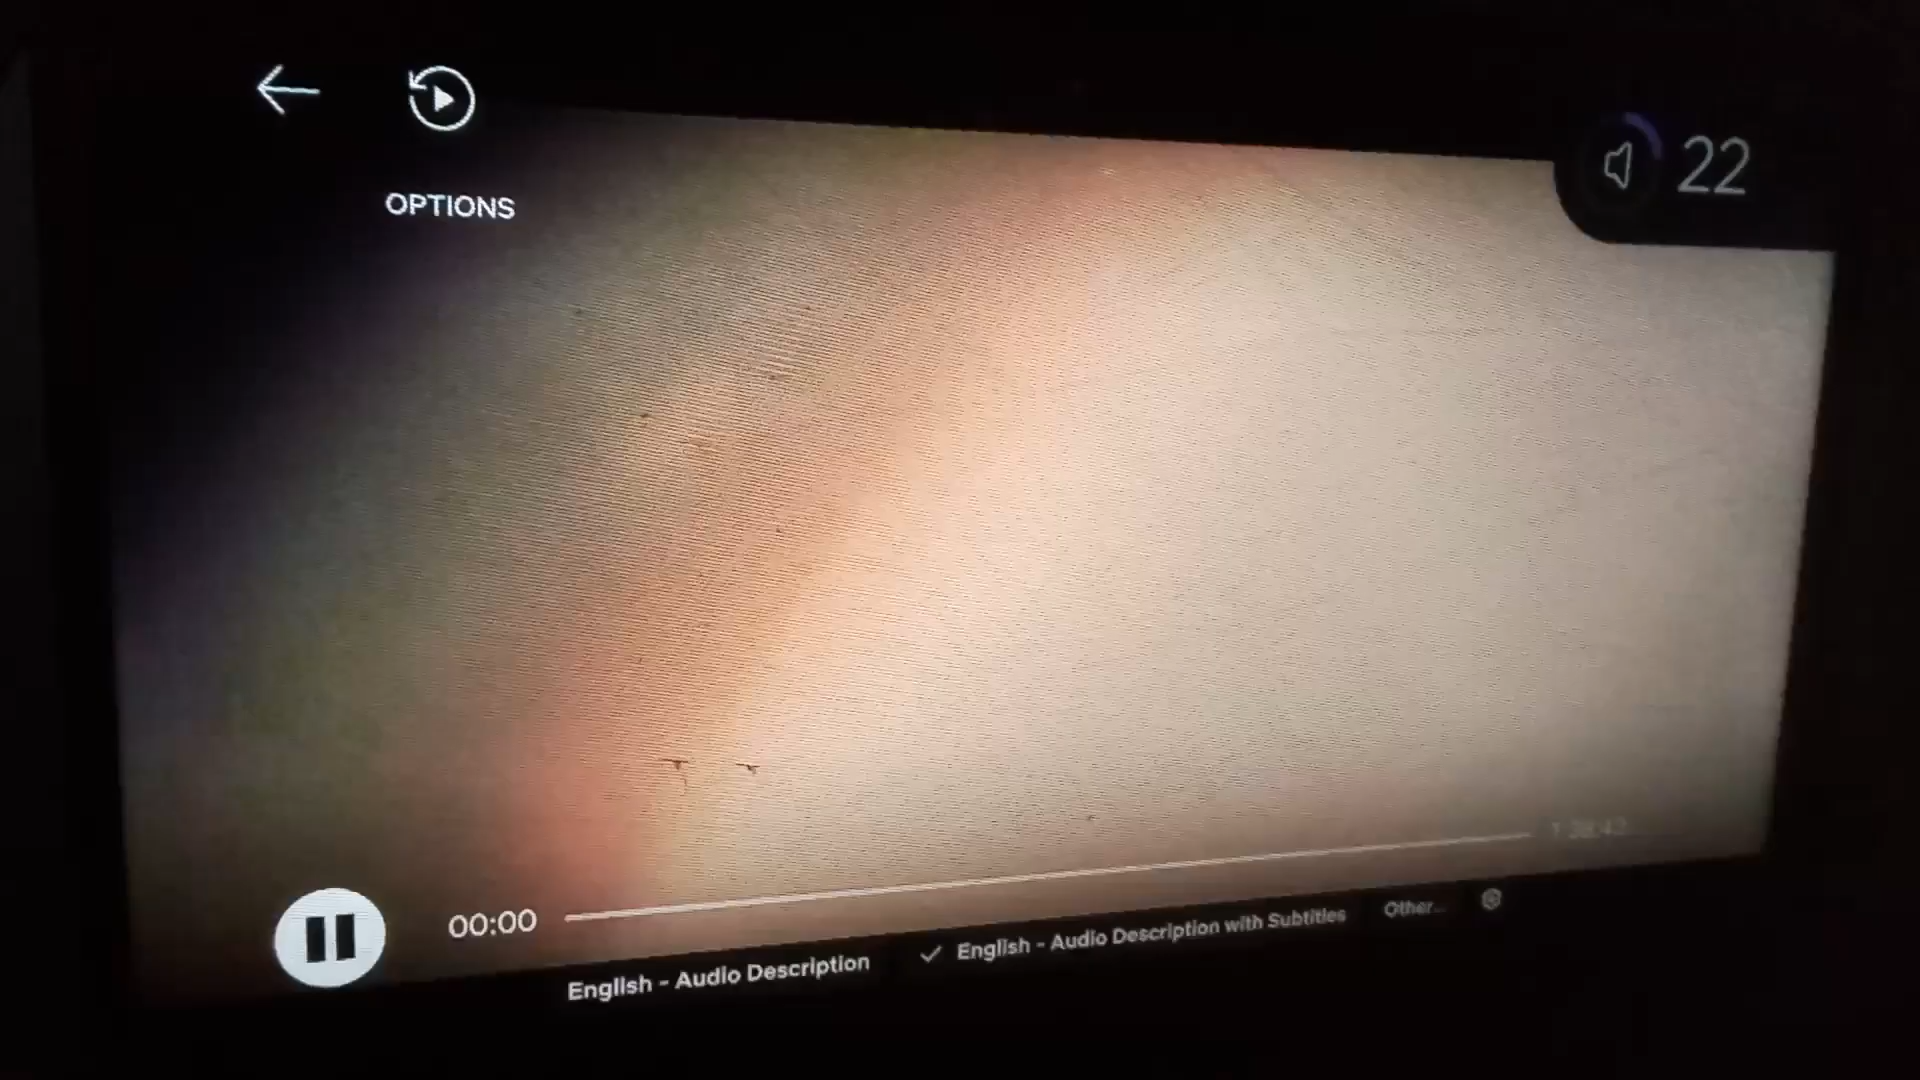 22
OPTIONS
00:00
English - Audio Description
✓ English - Audio Description with Subtitles
Other...